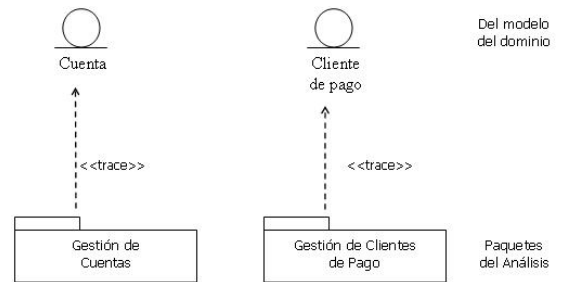 Cuenta
Cliente
de pago
Del modelo
del dominio
<<trace>>
<<trace>>
Gestión de
Cuentas
Gestión de Clientes
de Pago
Paquetes
del Análisis